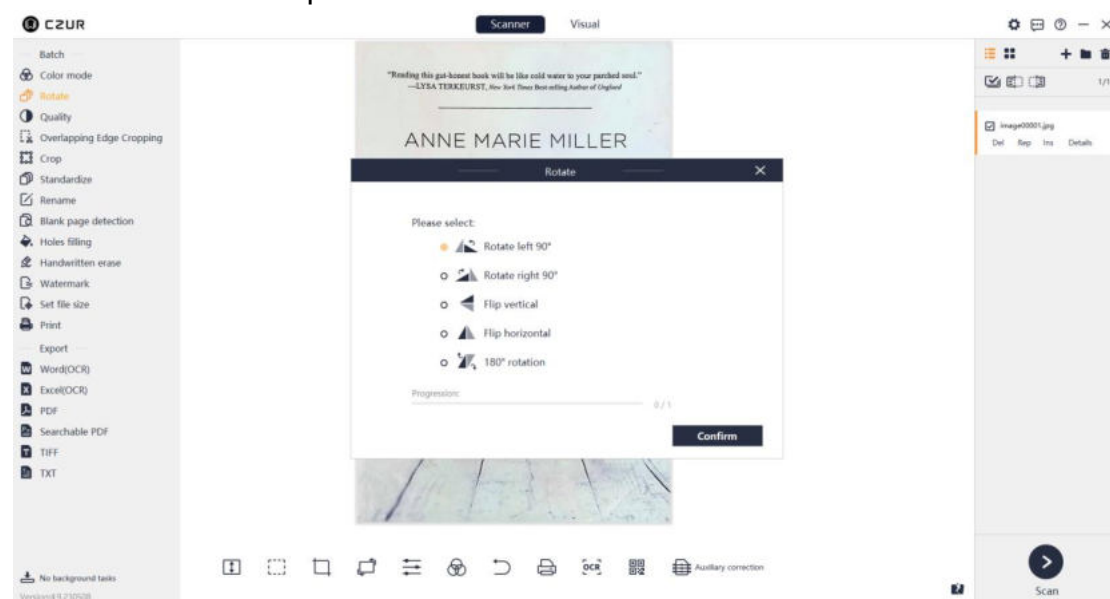 CZUR
Scanner Visual
Batch
Color mode
Rotate
Quality
Overlapping Edge Cropping
Crop
Standardize
Rename
Blank page detection
Holes filling
Handwritten erase
Watermark
Set file size
Print
Export
Word(OCR)
Excel(OCR)
PDF
Searchable PDF
TIFF
TXT
No background tasks
"Reading this gut-honest book will be like cold water to your parched soul."
—LYSA TERKEURST, New York Times Best-selling Author of Unglued
ANNE MARIE MILLER
Rotate
Please select:
Rotate left 90°
Rotate right 90°
Flip vertical
Flip horizontal
180° rotation
Progression:
0/1
Confirm
OCR
Auxiliary correction
1/1
image00001.jpg
Del Rep Ins Details
Scan